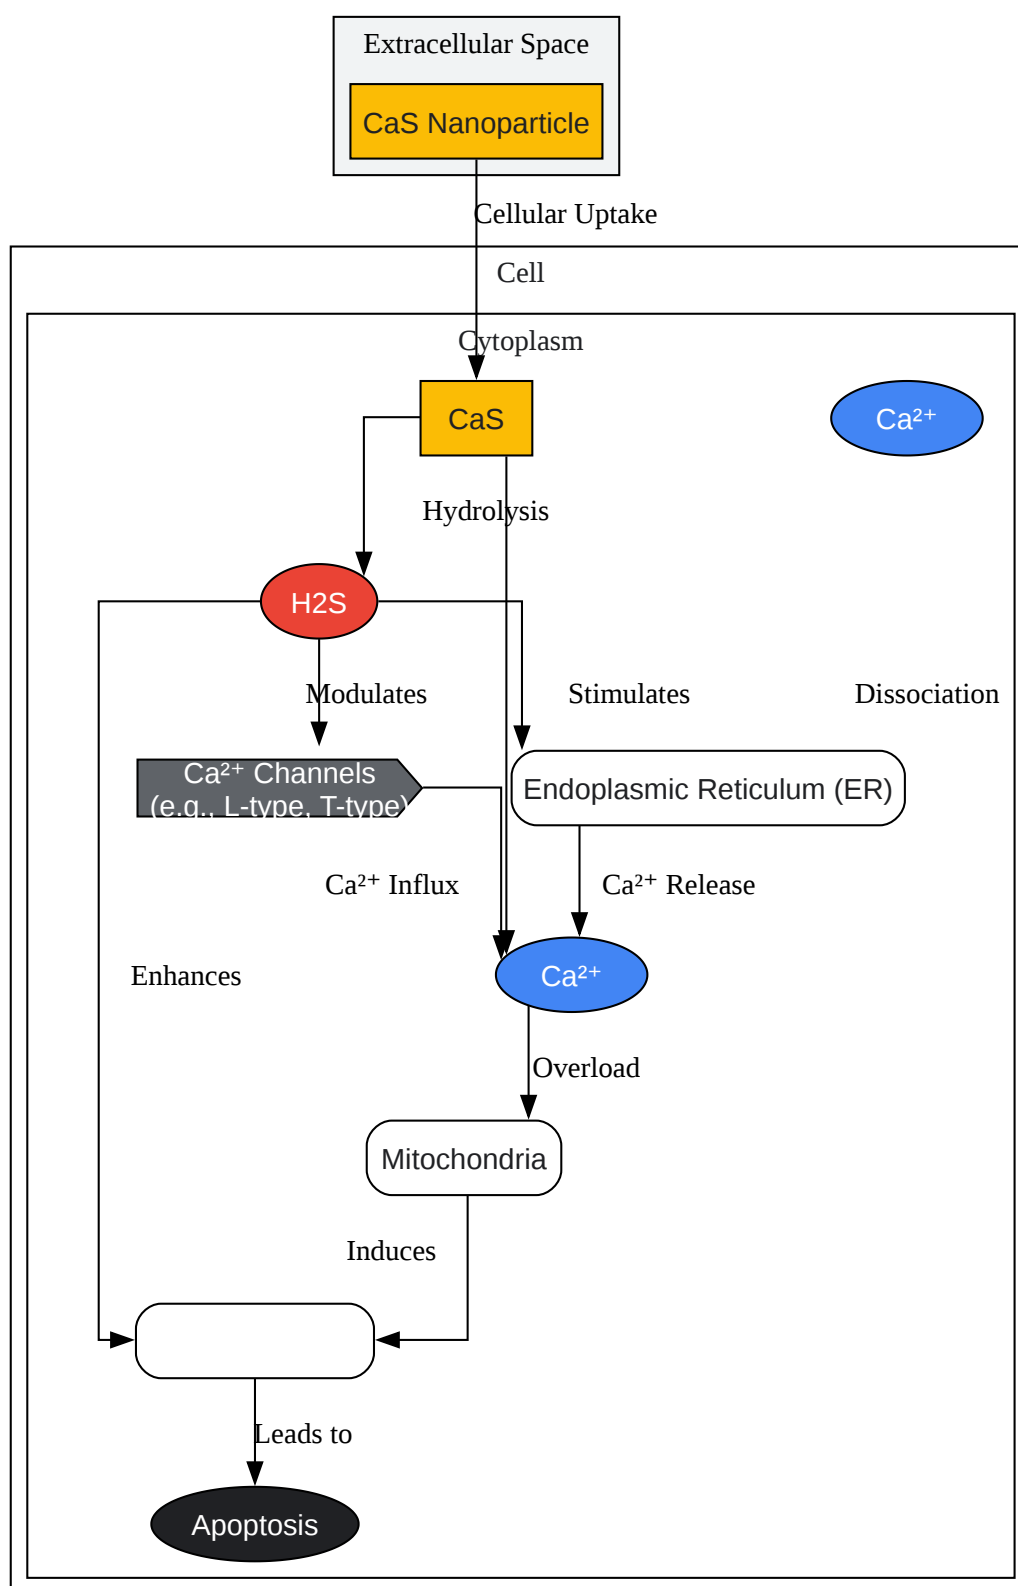 Extracellular Space
CaS Nanoparticle
Cellular Uptake
Cell
Cytoplasm
CaS
Ca²⁺
Hydrolysis
H2S
Modulates
Stimulates
Dissociation
Ca²⁺ Channels
(e.g., L-type, T-type)
Endoplasmic Reticulum (ER)
Ca²⁺ Influx
Ca²⁺ Release
Enhances
Ca²⁺
Overload
Mitochondria
Induces
Leads to
Apoptosis